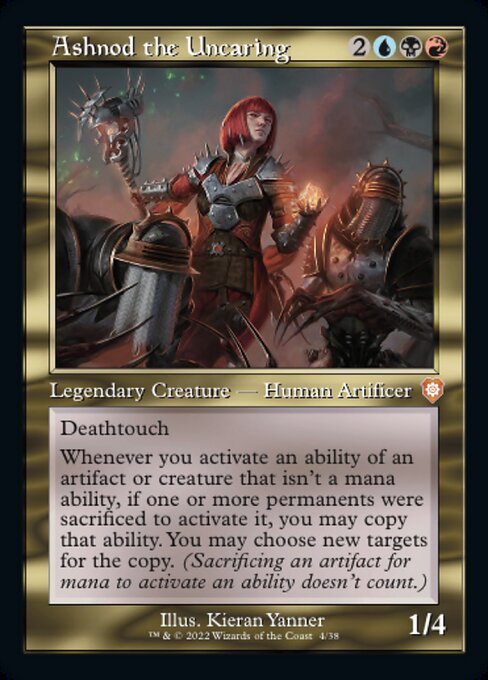 Ashnod the Uncaring 2
Legendary Creature — Human Artificer
Deathtouch
Whenever you activate an ability of an
artifact or creature that isn't a mana
ability, if one or more permanents were
sacrificed to activate it, you may copy
that ability. You may choose new targets
for the copy. (Sacrificing an artifact for
mana to activate an ability doesn't count.)
Illus. Kieran Yanner
™ & © 2022 Wizards of the Coast 4/38
1/4